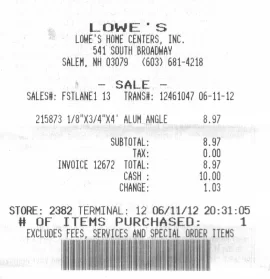 LOWE'S
LOWE'S HOME CENTERS, INC.
541 SOUTH BROADWAY
SALEM, NH 03079 (603) 681-4218
- SALE -
SALES#: FSTLANE1 13 TRANS#: 12461047 06-11-12
215873 1/8"X3/4"X4' ALUM ANGLE 8.97
SUBTOTAL: 8.97
TAX: 0.00
INVOICE 12672 TOTAL: 8.97
CASH : 10.00
CHANGE: 1.03
STORE: 2382 TERMINAL: 12 06/11/12 20:31:05
# OF ITEMS PURCHASED: 1
EXCLUDES FEES, SERVICES AND SPECIAL ORDER ITEMS